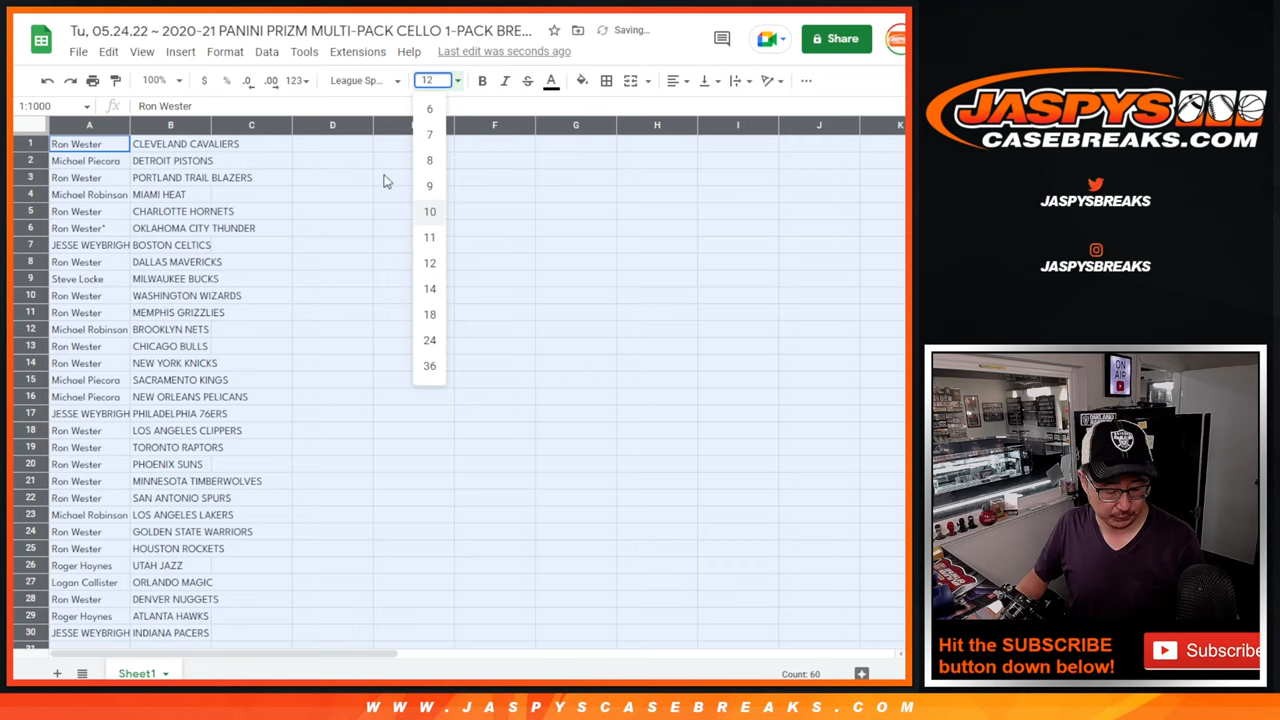 Tu, 05.24.22 ~ 2020-21 PANINI PRIZM MULTI-PACK CELLO 1-PACK BRE...
Saving...
Share
File Edit View Insert Format Data Tools Extensions Help Last edit was seconds ago
100% $ % .0 .00 123 League Sp... 12 B I S A
1:1000 fx Ron Wester
A B C D F G H I J K
1 Ron Wester CLEVELAND CAVALIERS
2 Michael Piecora DETROIT PISTONS
3 Ron Wester PORTLAND TRAIL BLAZERS
4 Michael Robinson MIAMI HEAT
5 Ron Wester CHARLOTTE HORNETS
6 Ron Wester* OKLAHOMA CITY THUNDER
7 JESSE WEYBRIGH BOSTON CELTICS
8 Ron Wester DALLAS MAVERICKS
9 Steve Locke MILWAUKEE BUCKS
10 Ron Wester WASHINGTON WIZARDS
11 Ron Wester MEMPHIS GRIZZLIES
12 Michael Robinson BROOKLYN NETS
13 Ron Wester CHICAGO BULLS
14 Ron Wester NEW YORK KNICKS
15 Michael Piecora SACRAMENTO KINGS
16 Michael Piecora NEW ORLEANS PELICANS
17 JESSE WEYBRIGH PHILADELPHIA 76ERS
18 Ron Wester LOS ANGELES CLIPPERS
19 Ron Wester TORONTO RAPTORS
20 Ron Wester PHOENIX SUNS
21 Ron Wester MINNESOTA TIMBERWOLVES
22 Ron Wester SAN ANTONIO SPURS
23 Michael Robinson LOS ANGELES LAKERS
24 Ron Wester GOLDEN STATE WARRIORS
25 Ron Wester HOUSTON ROCKETS
26 Roger Hoynes UTAH JAZZ
27 Logan Callister ORLANDO MAGIC
28 Ron Wester DENVER NUGGETS
29 Roger Hoynes ATLANTA HAWKS
30 JESSE WEYBRIGH INDIANA PACERS
6
7
8
9
10
11
12
14
18
24
36
Sheet1
Count: 60
JASPYS
CASEBREAKS.COM
JASPYSBREAKS
JASPYSBREAKS
ON
AIR
Hit the SUBSCRIBE
button down below!
Subscribe
WWW.JASPYSCASEBREAKS.COM